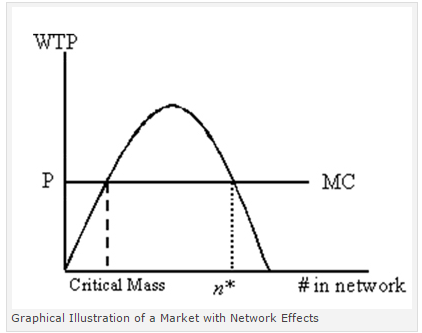 WTP
P
MC
Critical Mass
n*
# in network
Graphical Illustration of a Market with Network Effects